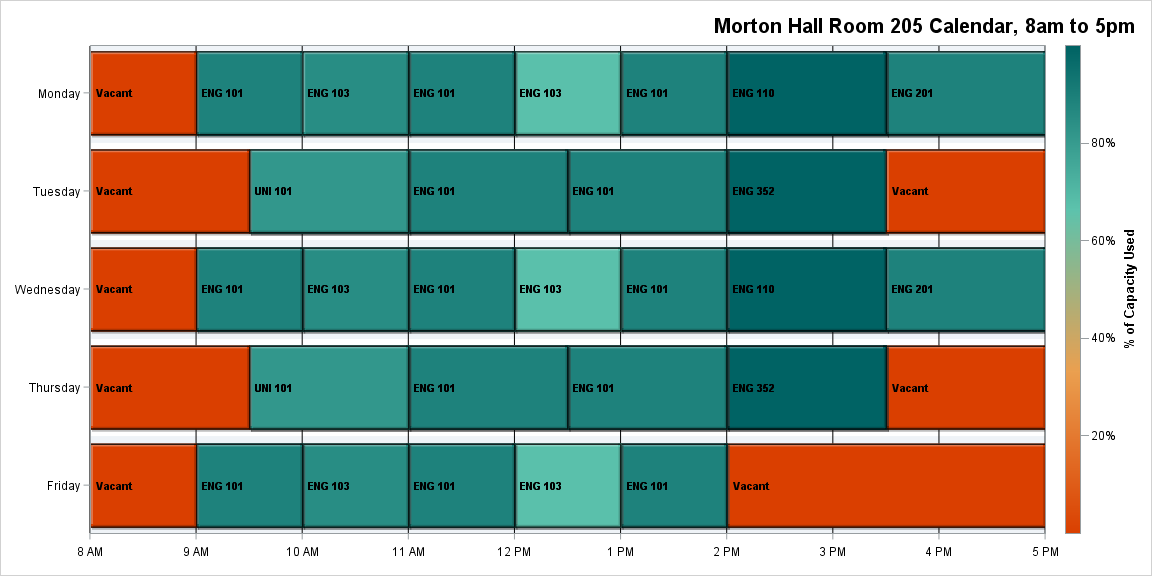 Morton Hall Room 205 Calendar, 8am to 5pm
Monday
Vacant
ENG 101
ENG 103
ENG 101
ENG 103
ENG 101
ENG 110
ENG 201
Tuesday
Vacant
UNI 101
ENG 101
ENG 101
ENG 352
Vacant
Wednesday
Vacant
ENG 101
ENG 103
ENG 101
ENG 103
ENG 101
ENG 110
ENG 201
Thursday
Vacant
UNI 101
ENG 101
ENG 101
ENG 352
Vacant
Friday
Vacant
ENG 101
ENG 103
ENG 101
ENG 103
ENG 101
Vacant
8 AM
9 AM
10 AM
11 AM
12 PM
1 PM
2 PM
3 PM
4 PM
5 PM
80%
60%
40%
20%
% of Capacity Used